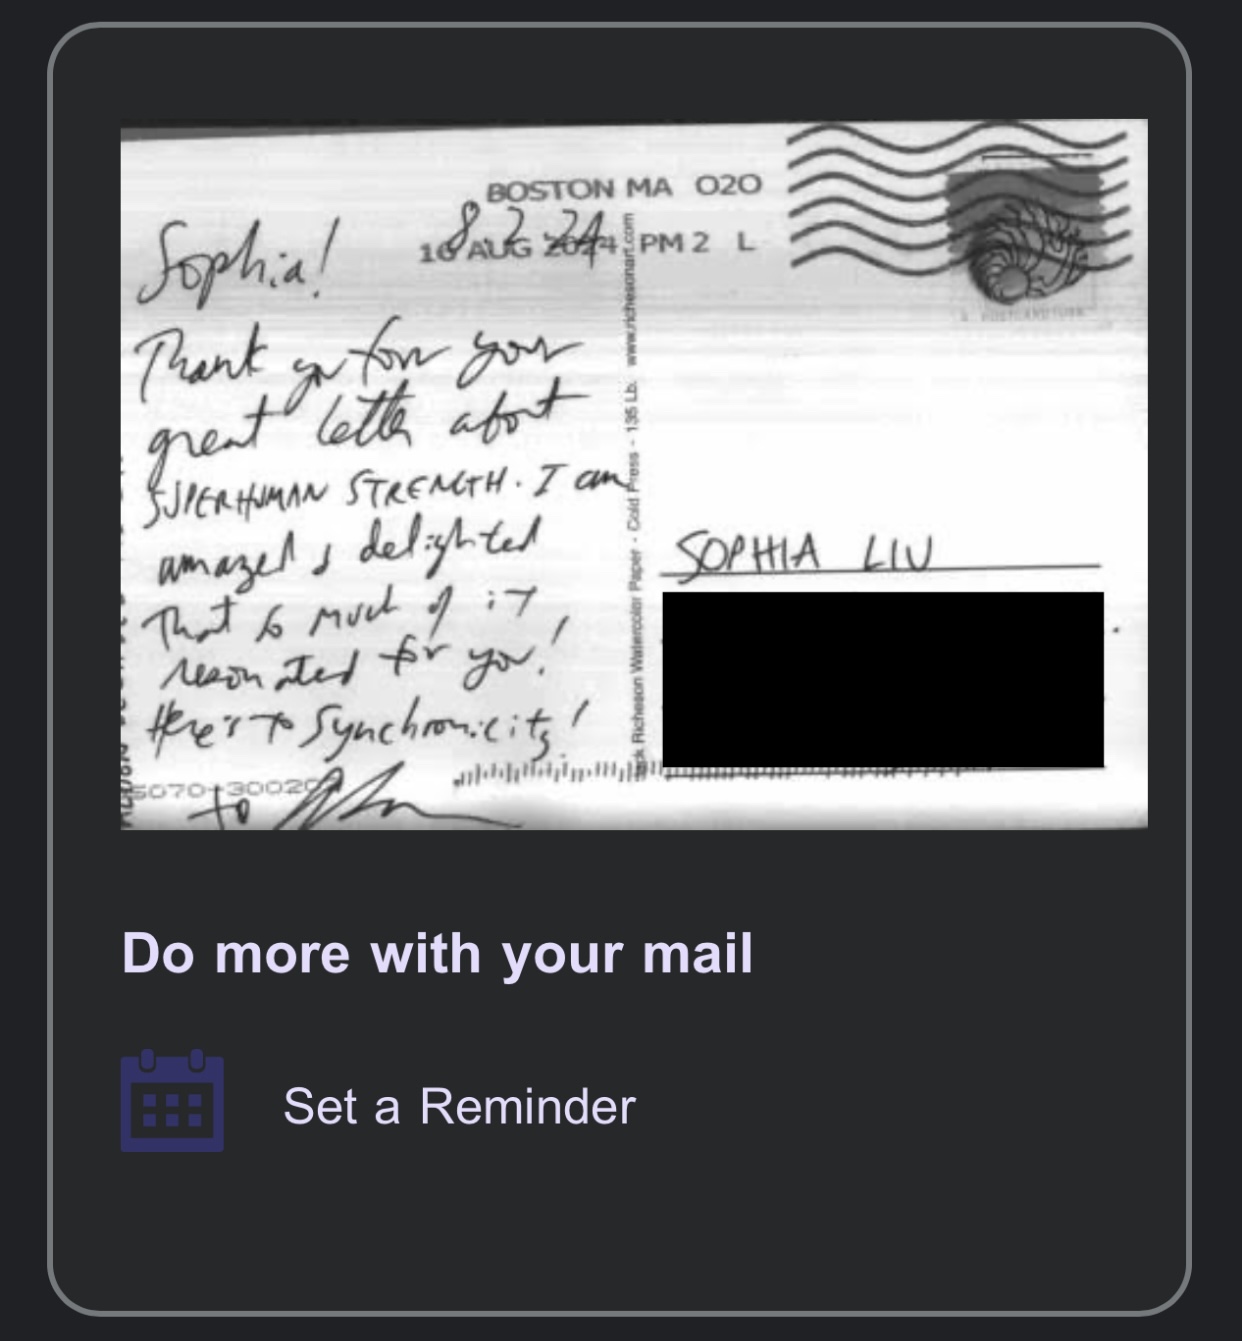 BOSTON MA 020
8.2.24
16 AUG 2024 PM 2 L
Sophia!
Thank you for your
great letter about
SUPERHUMAN STRENGTH. I am
amazed & delighted
That so much of it
resonated for you!
Here's to Synchronicity!
to
5070-30020
www.richesonart.com
Richeson Watercolor Paper - Cold Press - 135 Lb.
SOPHIA LIU
Do more with your mail
Set a Reminder